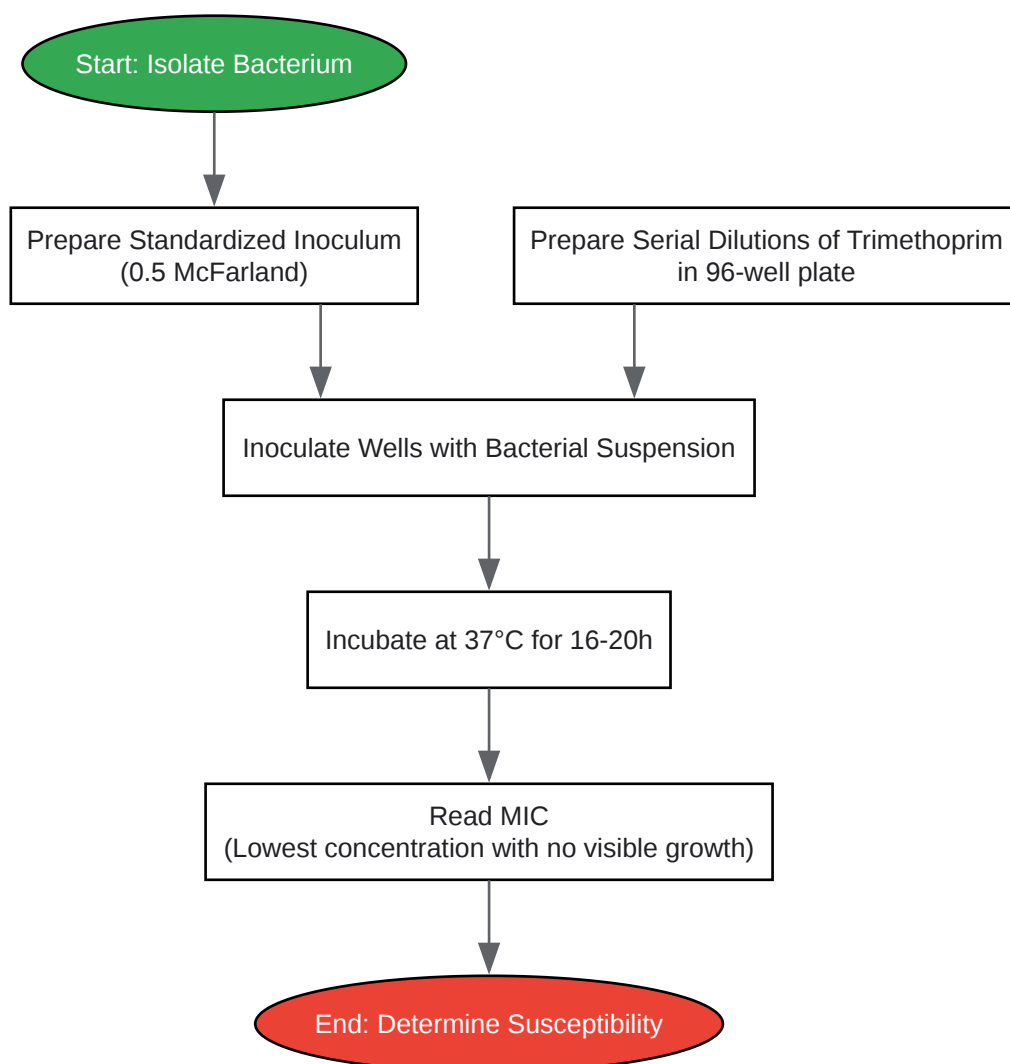 Start: Isolate Bacterium
Prepare Standardized Inoculum
(0.5 McFarland)
Prepare Serial Dilutions of Trimethoprim
in 96-well plate
Inoculate Wells with Bacterial Suspension
Incubate at 37°C for 16-20h
Read MIC
(Lowest concentration with no visible growth)
End: Determine Susceptibility